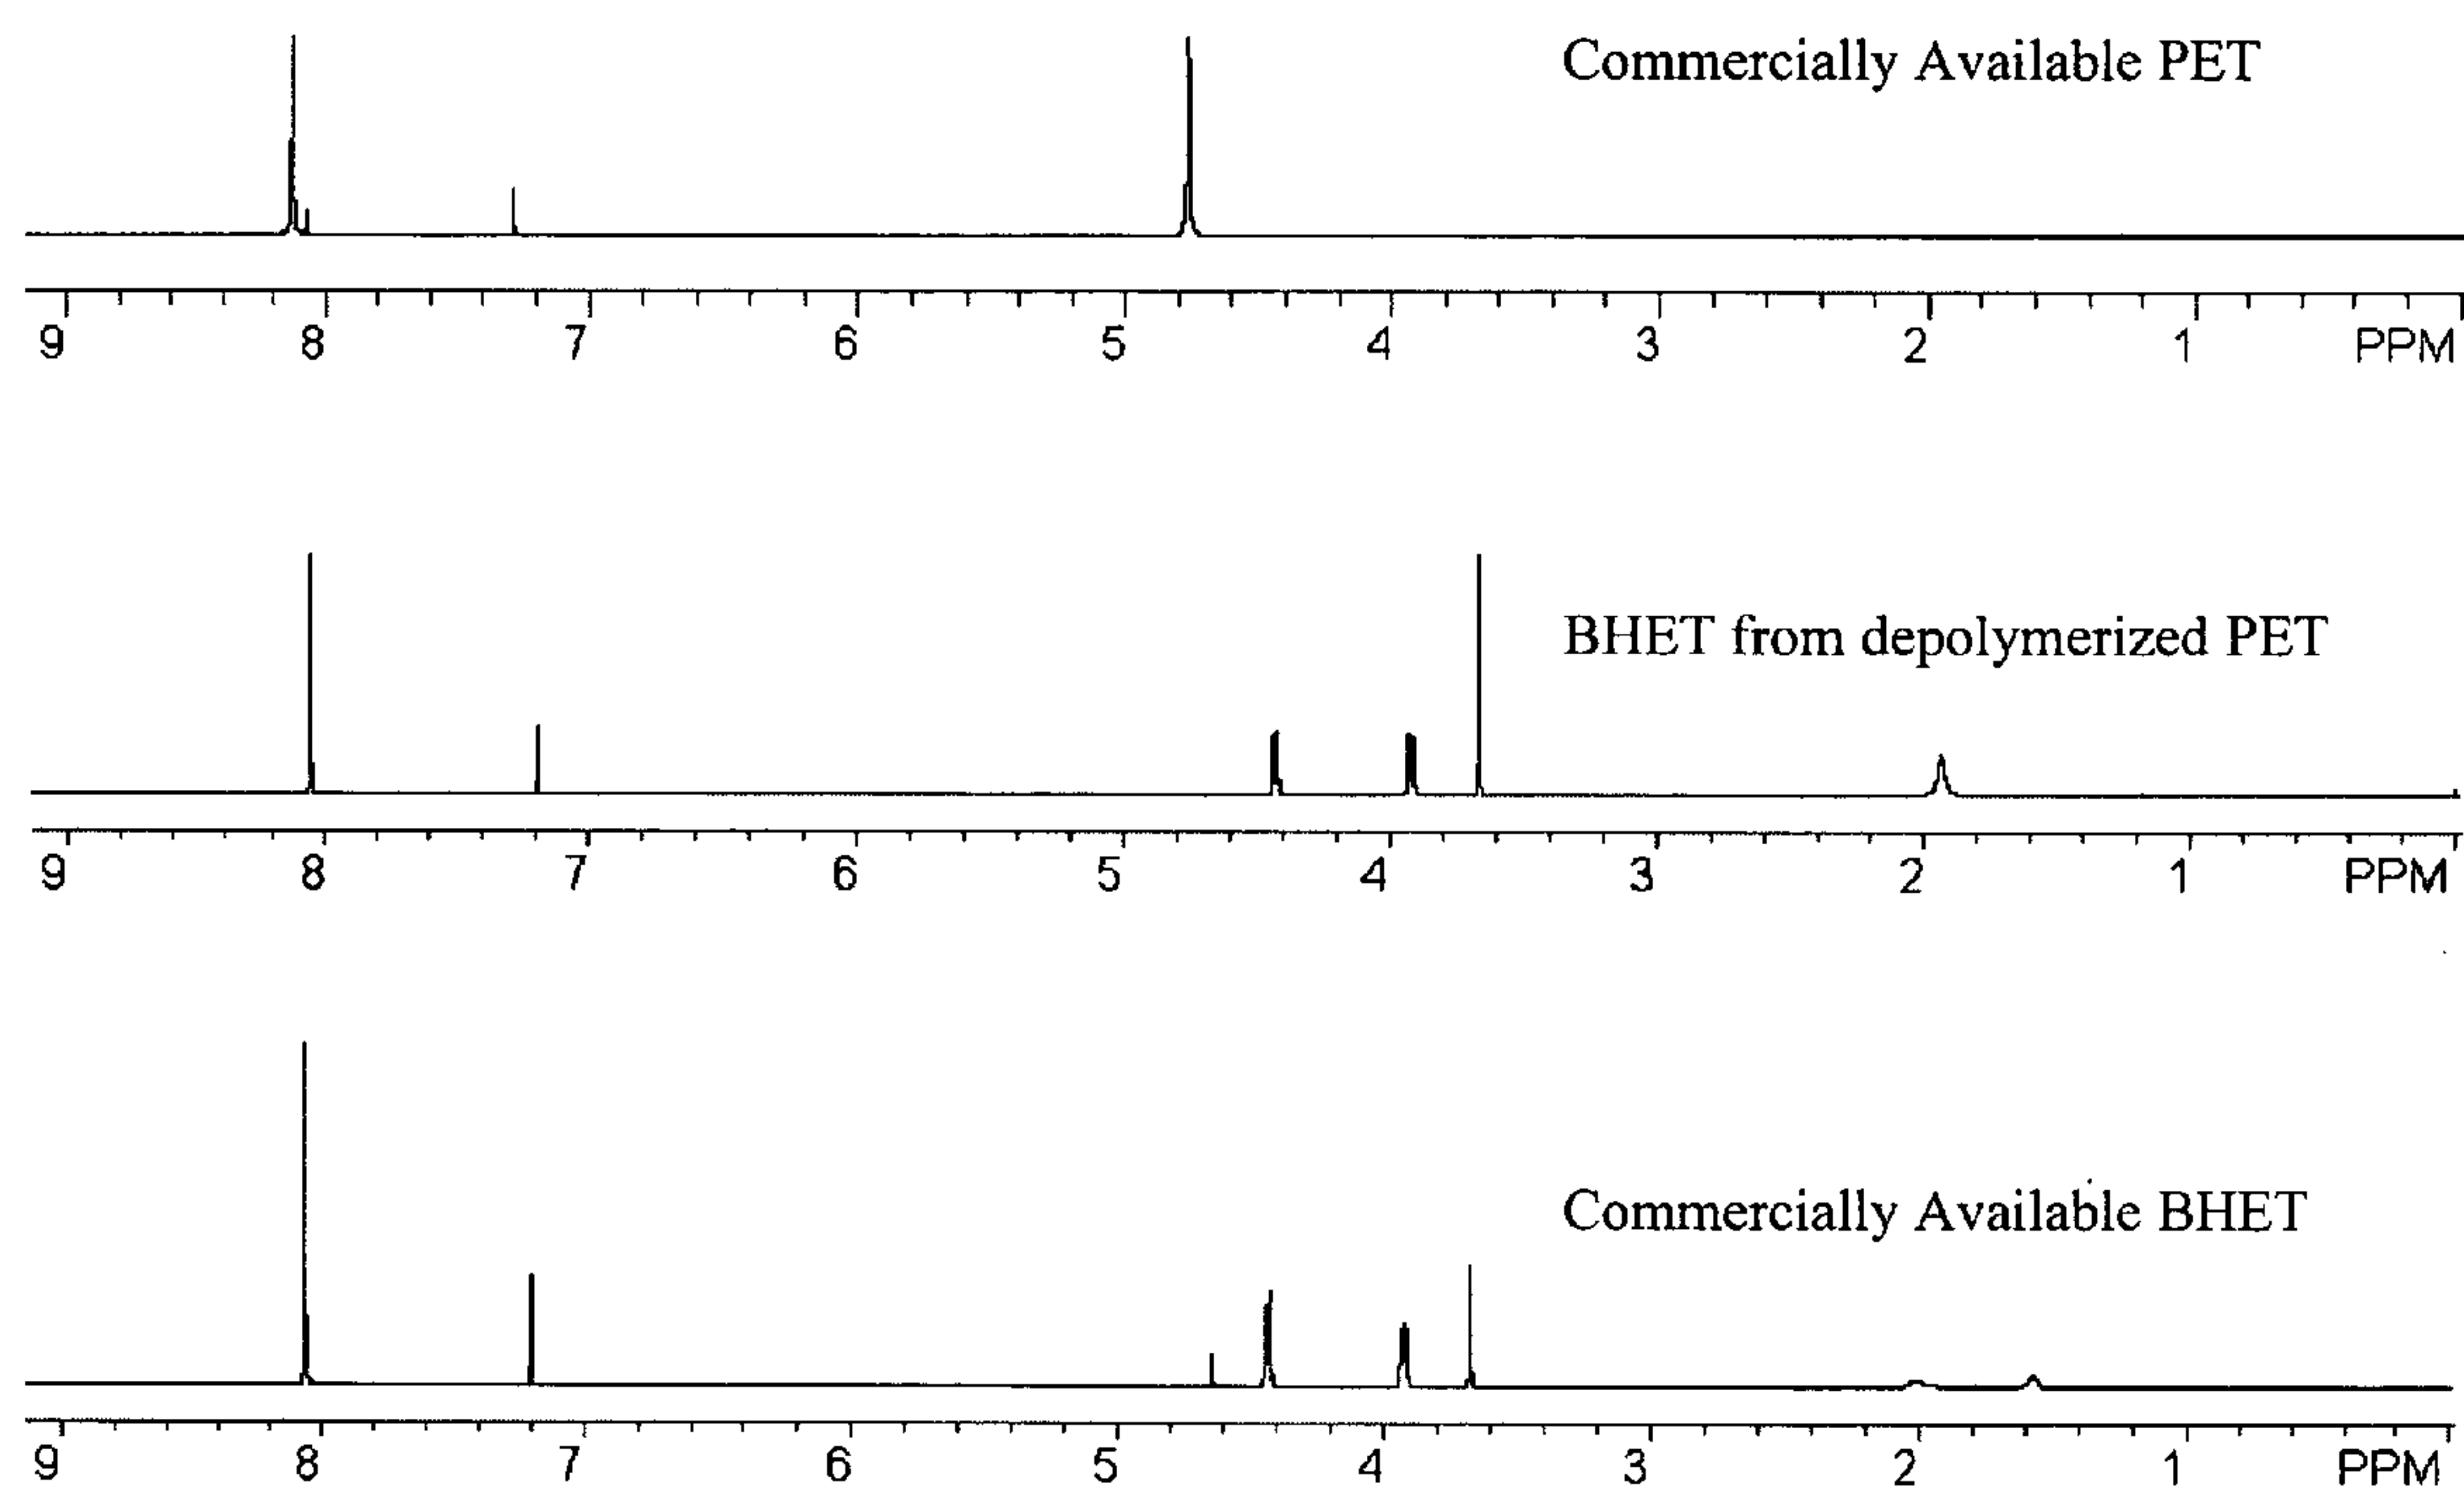 Commercially Available PET
9 8 7 6 5 4 3 2 1 PPM
BHET from depolymerized PET
9 8 7 6 5 4 3 2 1 PPM
Commercially Available BHET
9 8 7 6 5 4 3 2 1 PPM